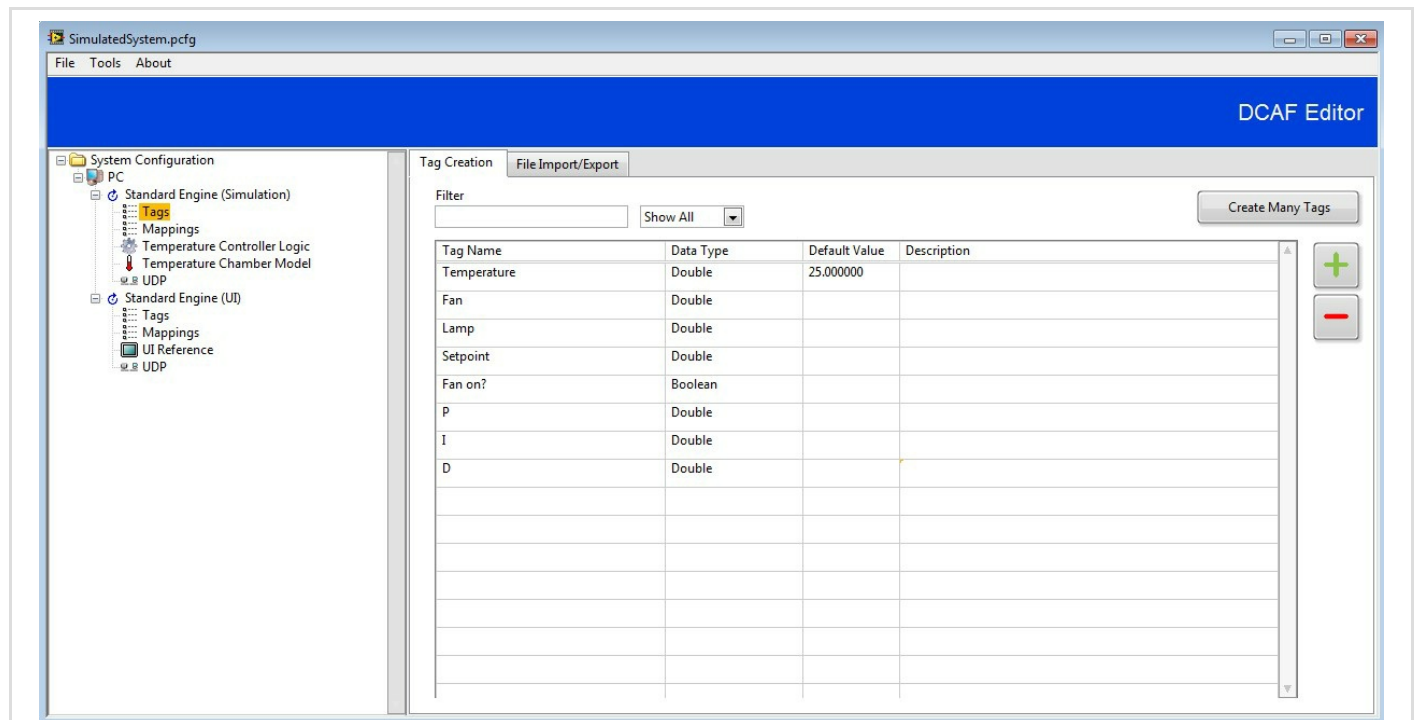 SimulatedSystem.pcfg
File Tools About
DCAF Editor
System Configuration
PC
Standard Engine (Simulation)
Tags
Mappings
Temperature Controller Logic
Temperature Chamber Model
UDP
Standard Engine (UI)
Tags
Mappings
UI Reference
UDP
Tag Creation File Import/Export
Filter
Show All
Create Many Tags
Tag Name Data Type Default Value Description
Temperature Double 25.000000
Fan Double
Lamp Double
Setpoint Double
Fan on? Boolean
P Double
I Double
D Double